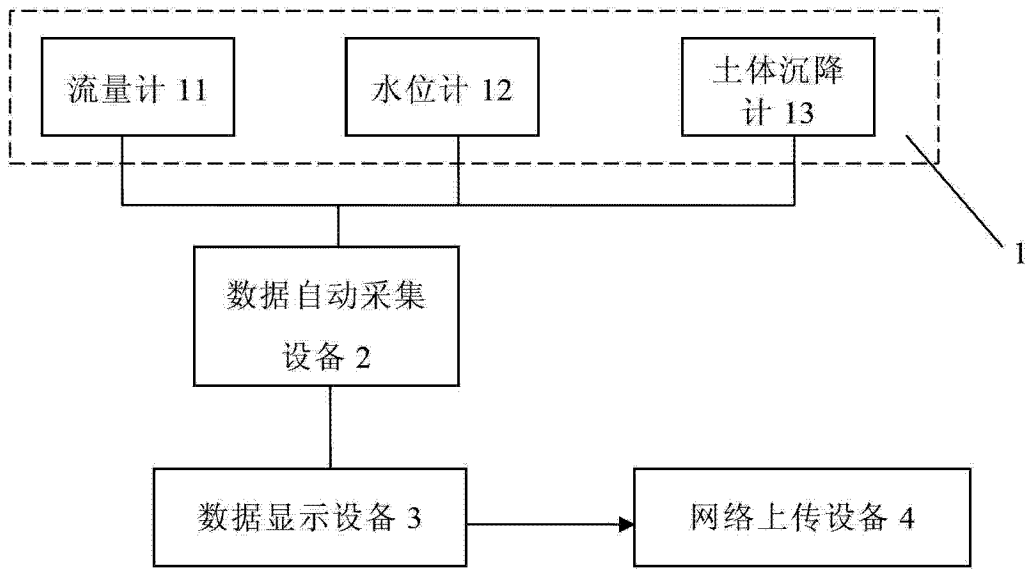 流量计 11
水位计 12
土体沉降
计 13
1
数据自动采集
设备 2
数据显示设备 3
网络上传设备 4